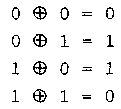 0 ⊕ 0 = 0
0 ⊕ 1 = 1
1 ⊕ 0 = 1
1 ⊕ 1 = 0